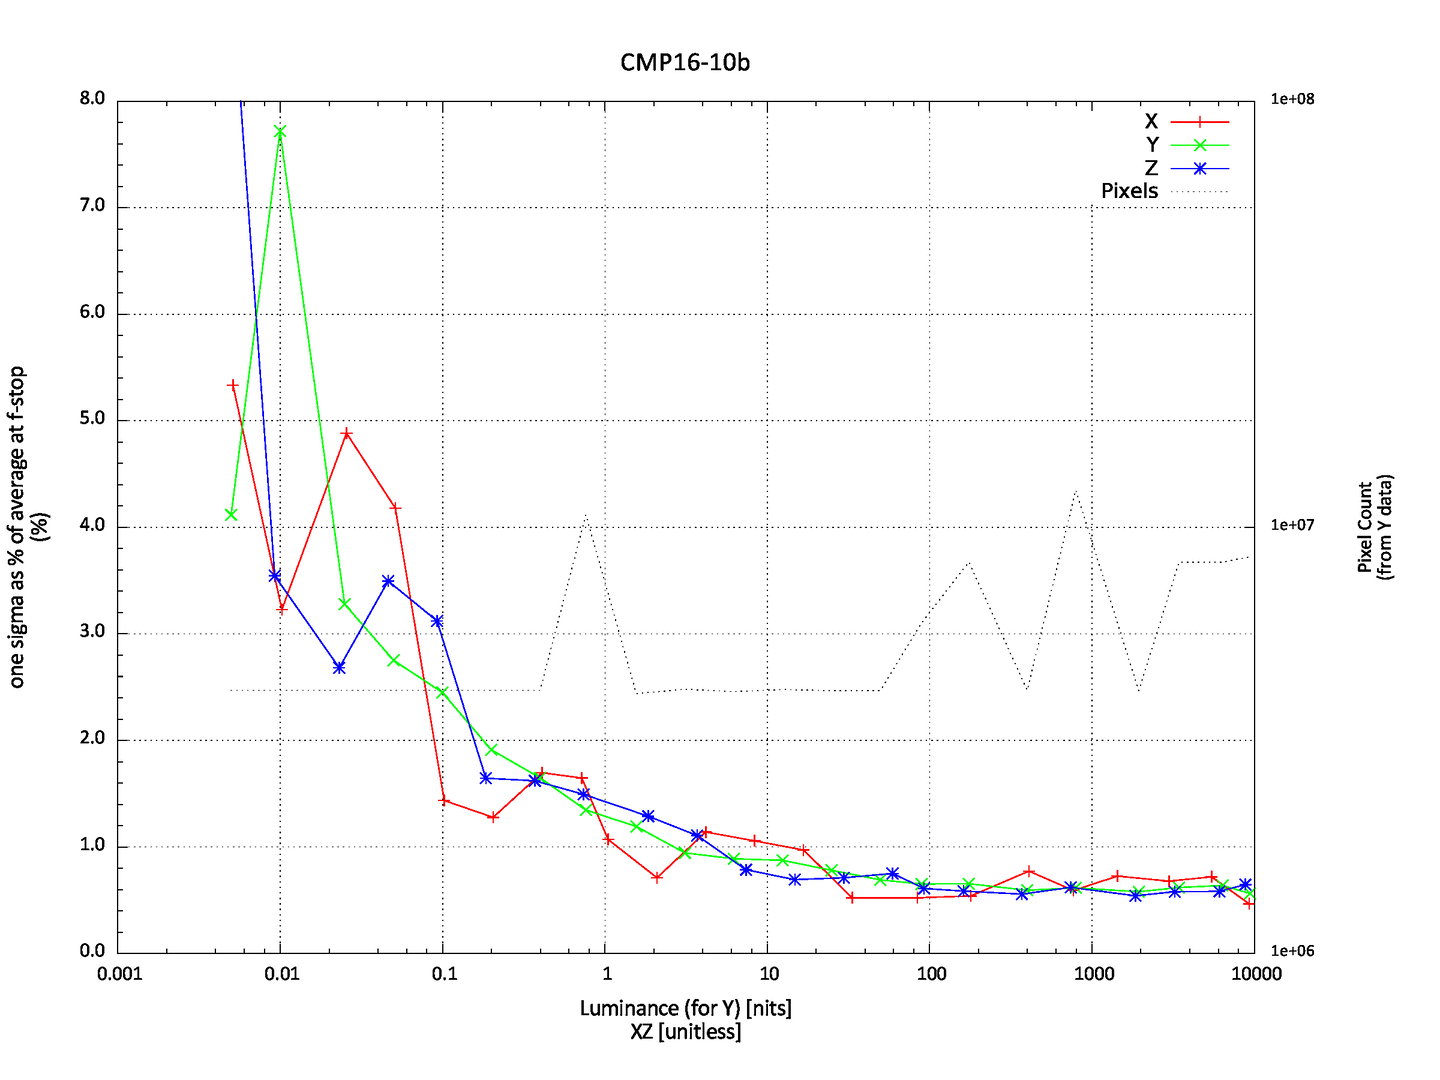 CMP16-10b
8.0
7.0
6.0
5.0
4.0
3.0
2.0
1.0
0.0
1e+08
1e+07
1e+06
X
Y
Z
Pixels
one sigma as % of average at f-stop
(%)
Pixel Count
(from Y data)
0.001 0.01 0.1 1 10 100 1000 10000
Luminance (for Y) [nits]
XZ [unitless]